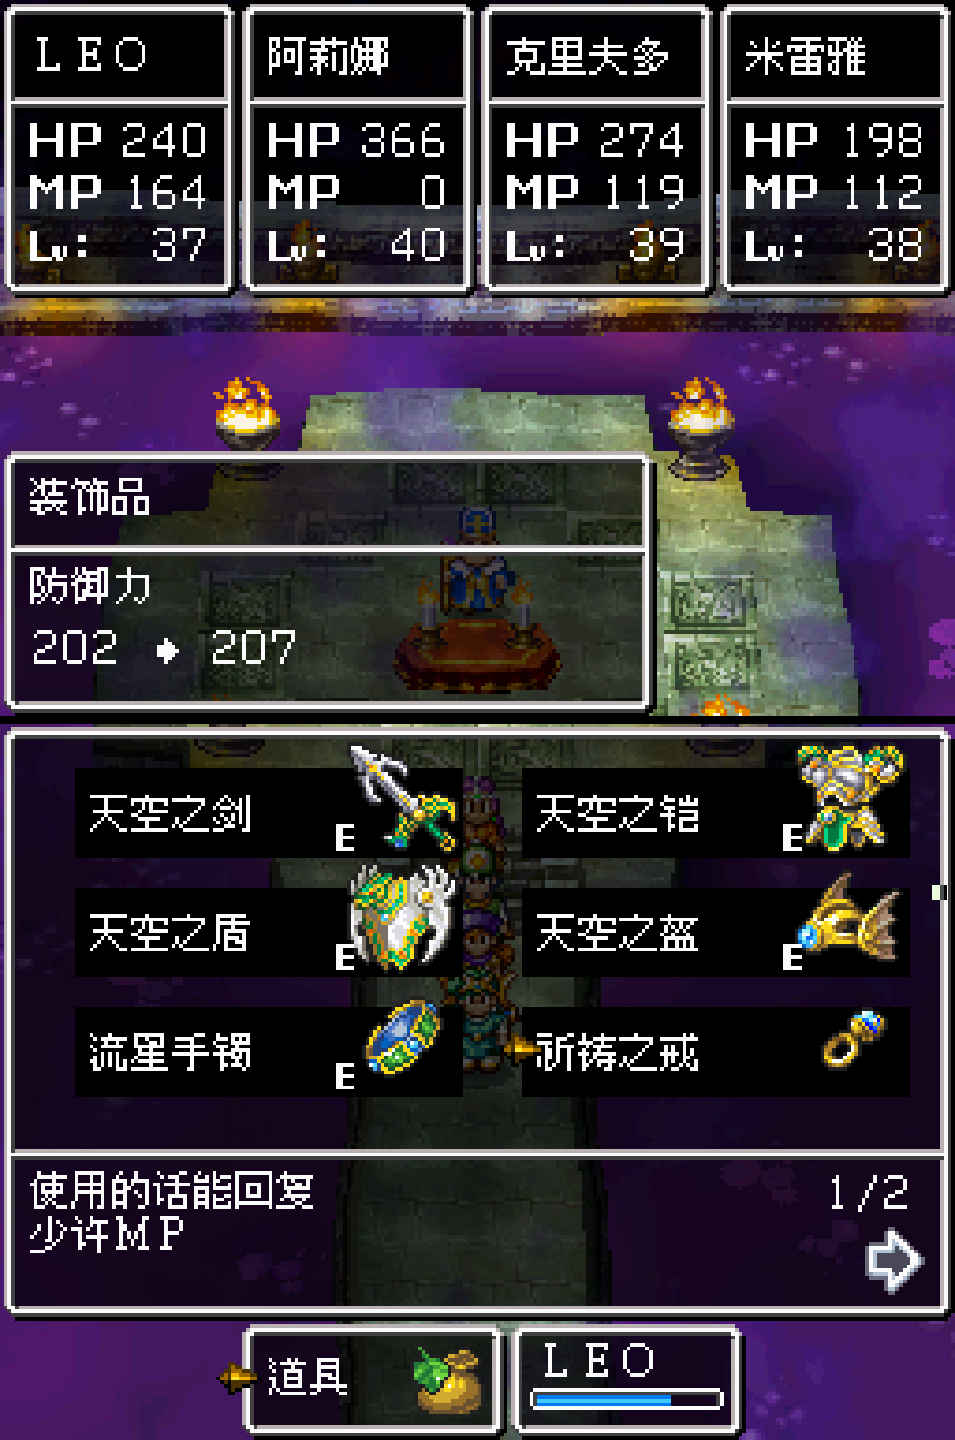 LEO 阿莉娜 克里夫多 米雷雅
HP 240 HP 366 HP 274 HP 198
MP 164 MP 0 MP 119 MP 112
Lv: 37 Lv: 40 Lv: 39 Lv: 38
装饰品
防御力
202 → 207
天空之剑 E 天空之铠 E
天空之盾 E 天空之盔 E
流星手镯 E 祈祷之戒
使用的话能回复
少许MP
1/2
道具 LEO